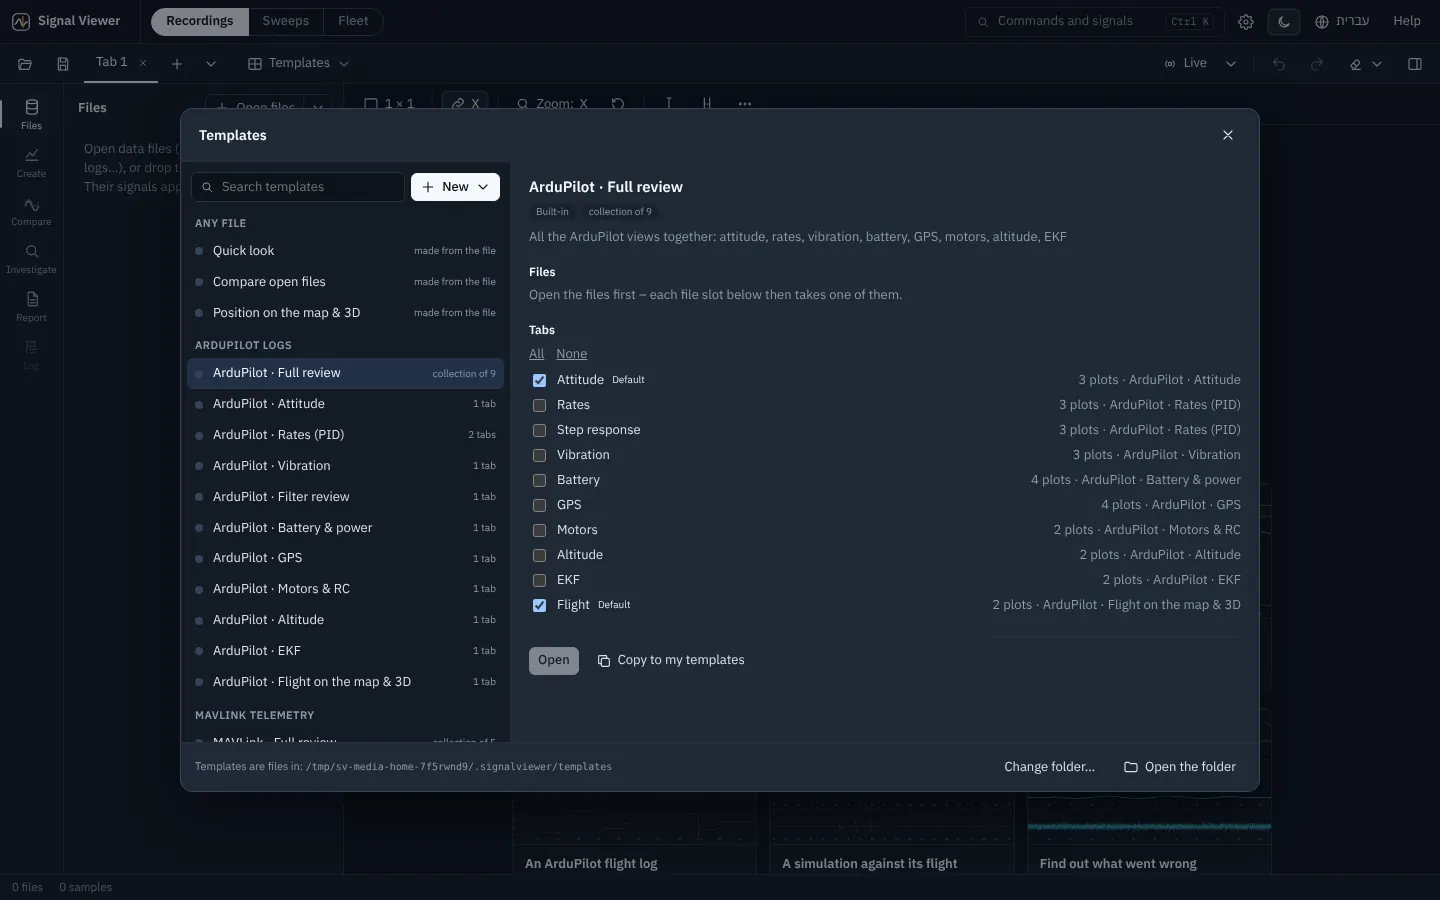 Signal Viewer
Recordings
Sweeps
Fleet
Commands and signals
Ctrl K
עברית
Help
Tab 1
Templates
Live
Files
Open files
1 × 1
X
Zoom: X
Files
Create
Compare
Investigate
Report
Log
Open data files (
logs...), or drop t
Their signals app
Templates
Search templates
New
ANY FILE
Quick look made from the file
Compare open files made from the file
Position on the map & 3D made from the file
ARDUPILOT LOGS
ArduPilot · Full review collection of 9
ArduPilot · Attitude 1 tab
ArduPilot · Rates (PID) 2 tabs
ArduPilot · Vibration 1 tab
ArduPilot · Filter review 1 tab
ArduPilot · Battery & power 1 tab
ArduPilot · GPS 1 tab
ArduPilot · Motors & RC 1 tab
ArduPilot · Altitude 1 tab
ArduPilot · EKF 1 tab
ArduPilot · Flight on the map & 3D 1 tab
MAVLINK TELEMETRY
MAVLink · Full review collection of 5
ArduPilot · Full review
Built-in collection of 9
All the ArduPilot views together: attitude, rates, vibration, battery, GPS, motors, altitude, EKF
Files
Open the files first – each file slot below then takes one of them.
Tabs
All None
Attitude Default 3 plots · ArduPilot · Attitude
Rates 3 plots · ArduPilot · Rates (PID)
Step response 3 plots · ArduPilot · Rates (PID)
Vibration 3 plots · ArduPilot · Vibration
Battery 4 plots · ArduPilot · Battery & power
GPS 4 plots · ArduPilot · GPS
Motors 2 plots · ArduPilot · Motors & RC
Altitude 2 plots · ArduPilot · Altitude
EKF 2 plots · ArduPilot · EKF
Flight Default 2 plots · ArduPilot · Flight on the map & 3D
Open
Copy to my templates
Templates are files in: /tmp/sv-media-home-7f5rwnd9/.signalviewer/templates
Change folder...
Open the folder
An ArduPilot flight log
A simulation against its flight
Find out what went wrong
0 files 0 samples